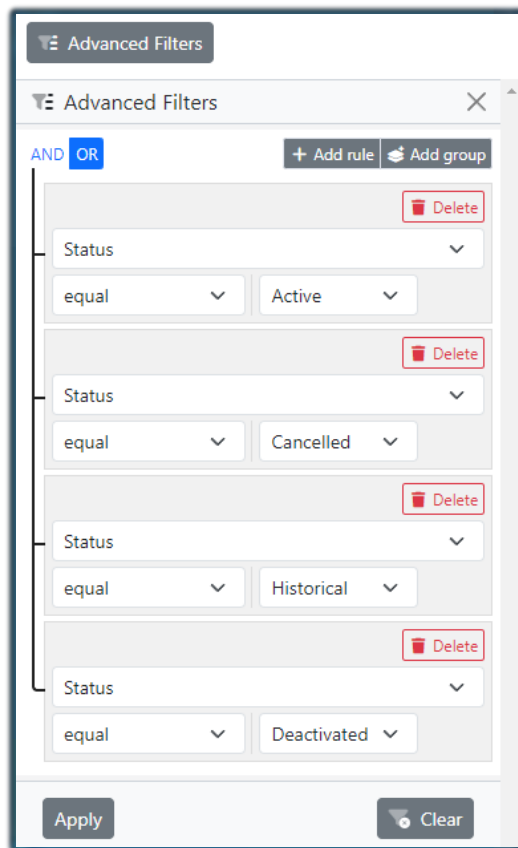 Advanced Filters
Advanced Filters
AND OR + Add rule Add group
Delete
Status
equal Active
Delete
Status
equal Cancelled
Delete
Status
equal Historical
Delete
Status
equal Deactivated
Apply Clear